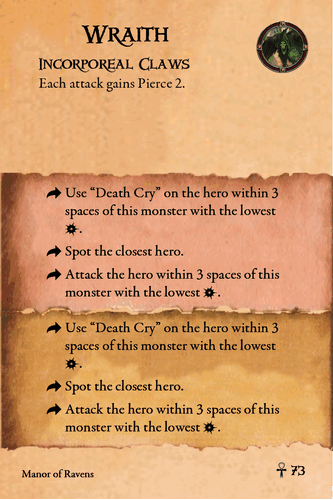 Wraith
Incorporeal Claws
Each attack gains Pierce 2.
Use “Death Cry” on the hero within 3
spaces of this monster with the lowest
.
Spot the closest hero.
Attack the hero within 3 spaces of this
monster with the lowest .
Use “Death Cry” on the hero within 3
spaces of this monster with the lowest
.
Spot the closest hero.
Attack the hero within 3 spaces of this
monster with the lowest .
Manor of Ravens
73